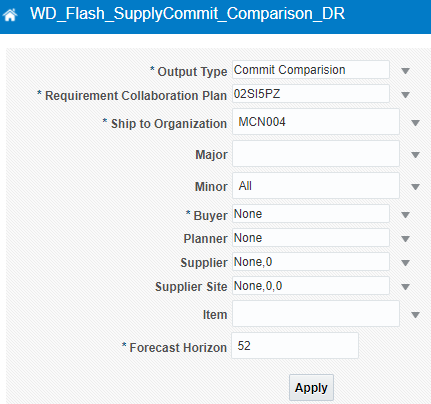 WD_Flash_SupplyCommit_Comparison_DR
* Output Type Commit Comparision
* Requirement Collaboration Plan 02SI5PZ
* Ship to Organization MCN004
Major
Minor All
* Buyer None
Planner None
Supplier None,0
Supplier Site None,0,0
Item
* Forecast Horizon 52
Apply